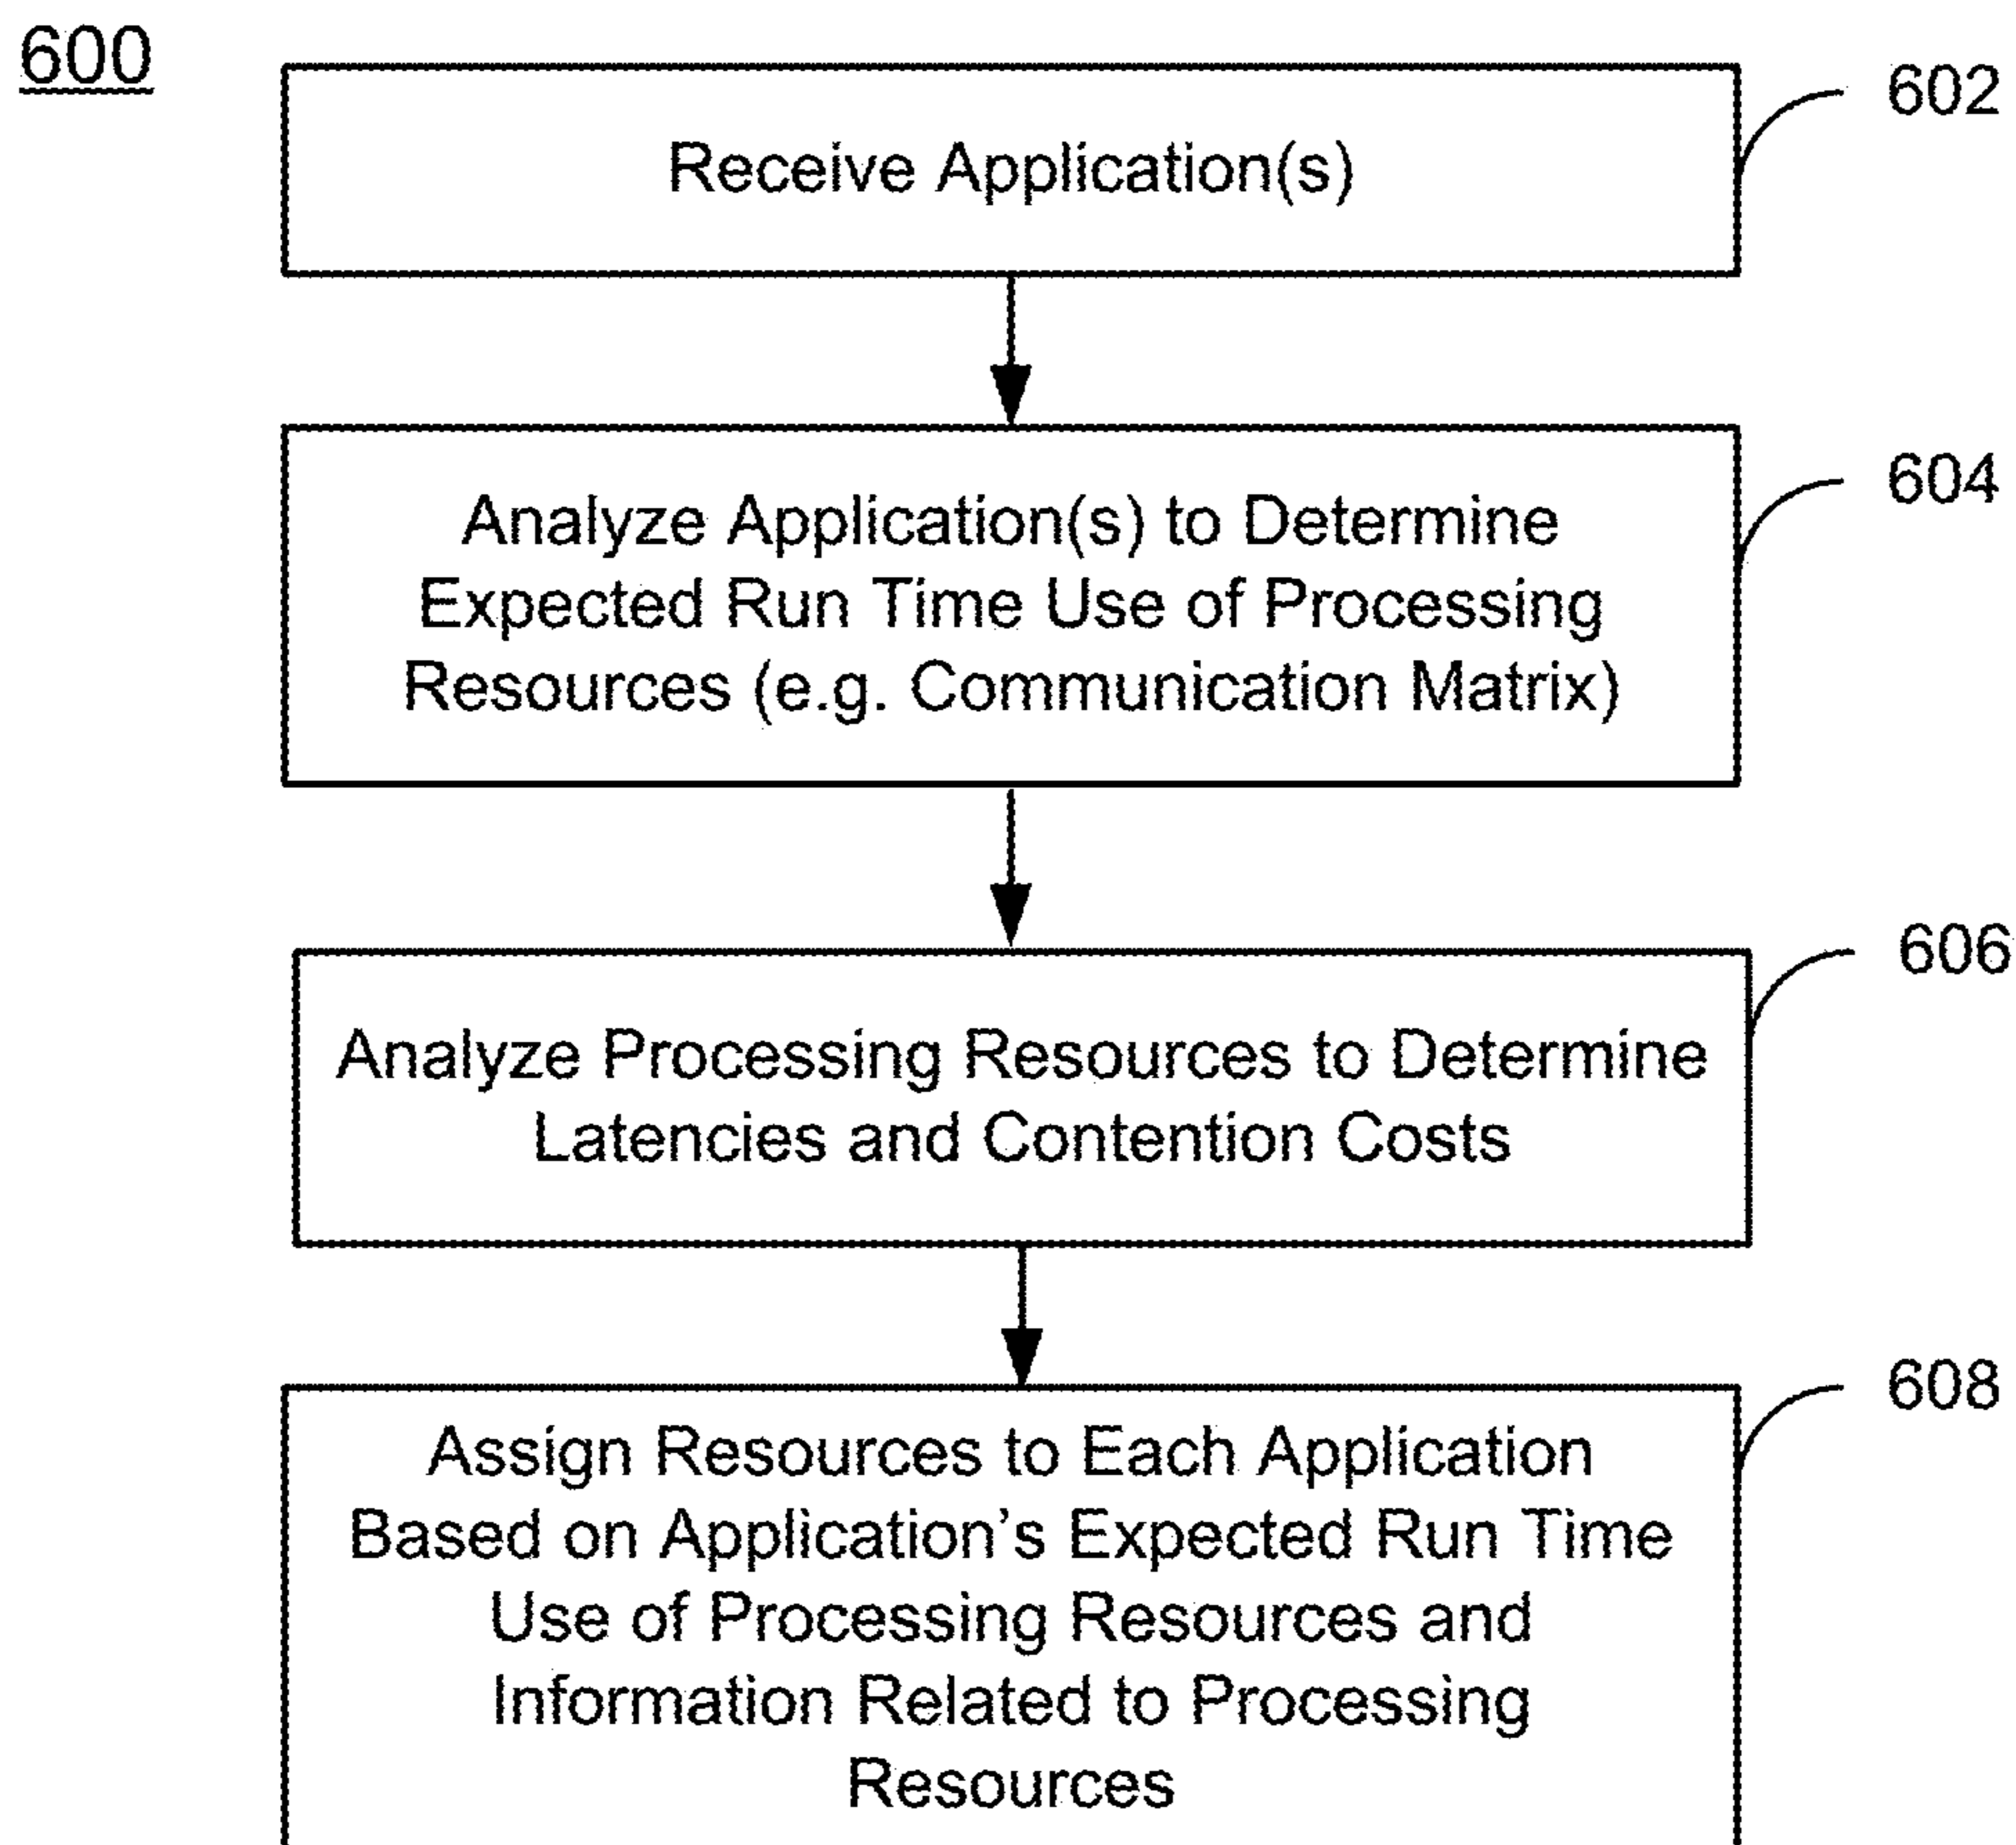 600
602
Receive Application(s)
604
Analyze Application(s) to Determine
Expected Run Time Use of Processing
Resources (e.g. Communication Matrix)
606
Analyze Processing Resources to Determine
Latencies and Contention Costs
608
Assign Resources to Each Application
Based on Application's Expected Run Time
Use of Processing Resources and
Information Related to Processing
Resources